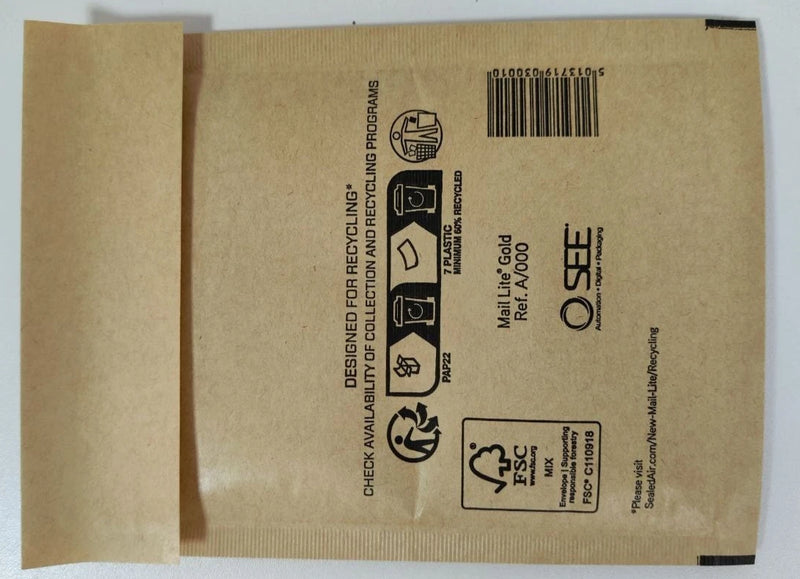 DESIGNED FOR RECYCLING*
CHECK AVAILABILITY OF COLLECTION AND RECYCLING PROGRAMS
PAP22
7 PLASTIC
MINIMUM 60% RECYCLED
FSC®
www.fsc.org
MIX
Envelope | Supporting
responsible forestry
FSC® C110918
Mail Lite® Gold
Ref. A/000
SEE®
Automation • Digital • Packaging
5 013719 030010
*Please visit
SealedAir.com/New-Mail-Lite/Recycling